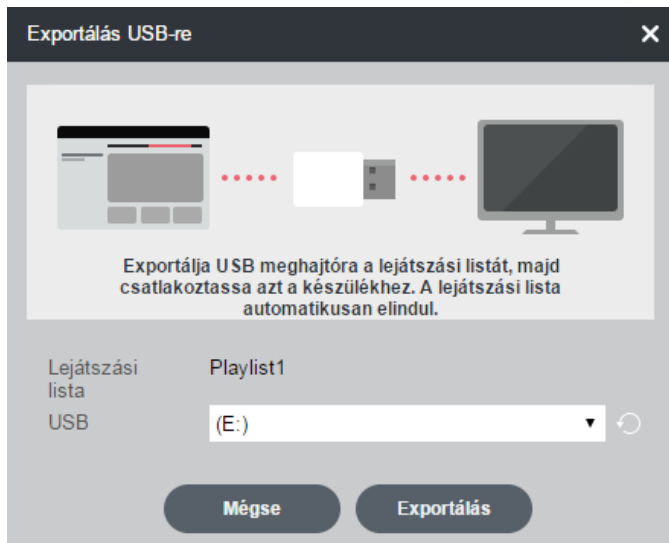 Exportálás USB-re
Exportálja USB meghajtóra a lejátszási listát, majd
csatlakoztassa azt a készülékhez. A lejátszási lista
automatikusan elindul.
Lejátszási
lista
Playlist1
USB
(E:)
Mégse
Exportálás